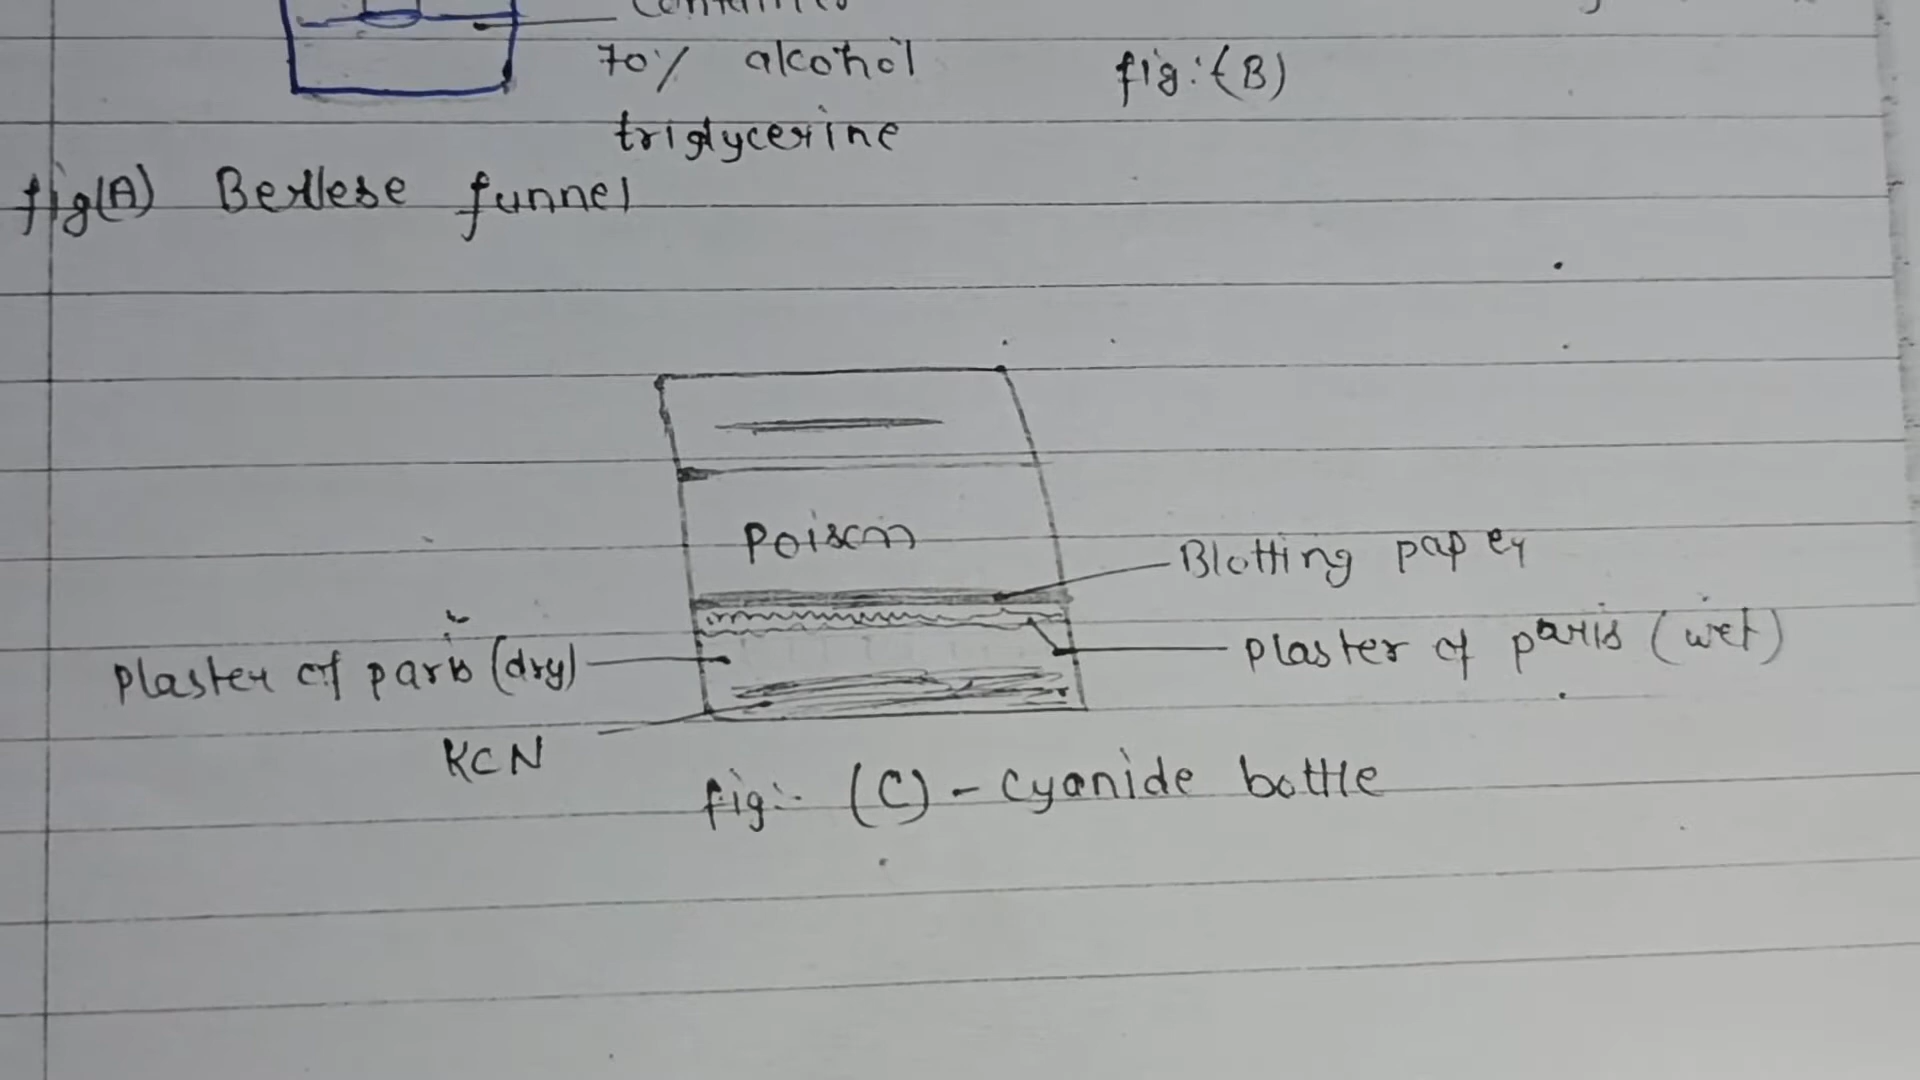 70% alcohol
triglycerine
fig:-(B)
fig(A) Berlese funnel
Poison
Blotting paper
Plaster of paris (wet)
Plaster of paris (dry)
KCN
fig:- (C) - Cyanide bottle